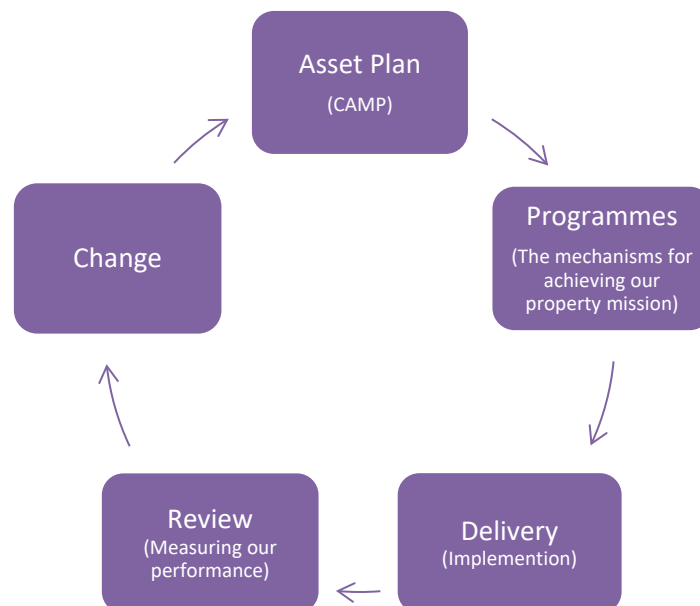 Asset Plan
(CAMP)
Programmes
(The mechanisms for
achieving our
property mission)
Delivery
(Implemention)
Review
(Measuring our
performance)
Change